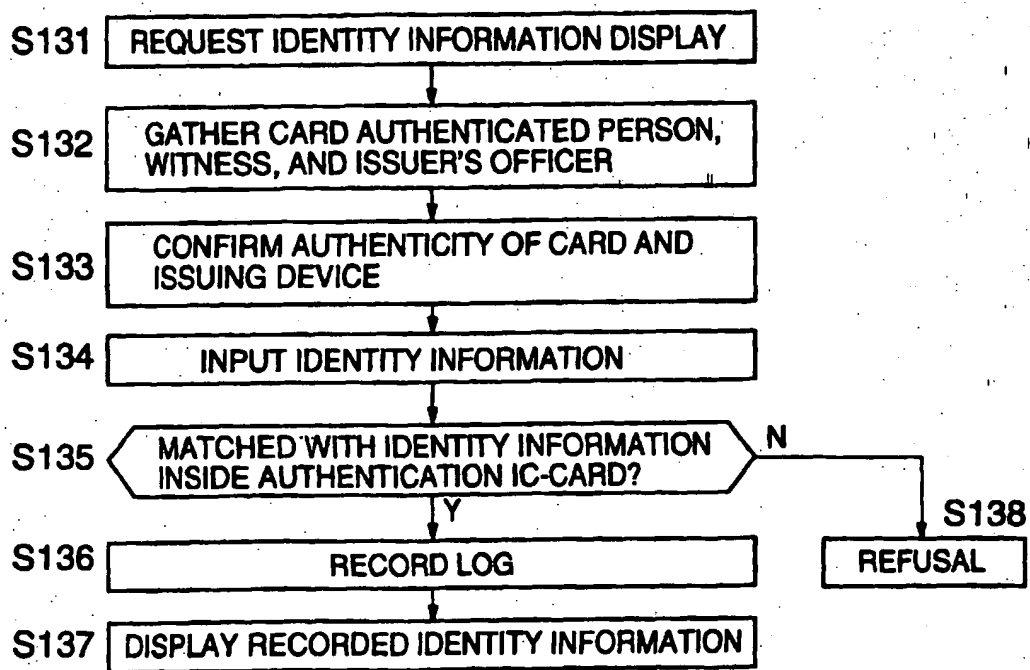 S131 REQUEST IDENTITY INFORMATION DISPLAY
S132 GATHER CARD AUTHENTICATED PERSON,
WITNESS, AND ISSUER'S OFFICER
S133 CONFIRM AUTHENTICITY OF CARD AND
ISSUING DEVICE
S134 INPUT IDENTITY INFORMATION
S135 MATCHED WITH IDENTITY INFORMATION
INSIDE AUTHENTICATION IC-CARD?
N
Y
S138
S136 RECORD LOG
REFUSAL
S137 DISPLAY RECORDED IDENTITY INFORMATION